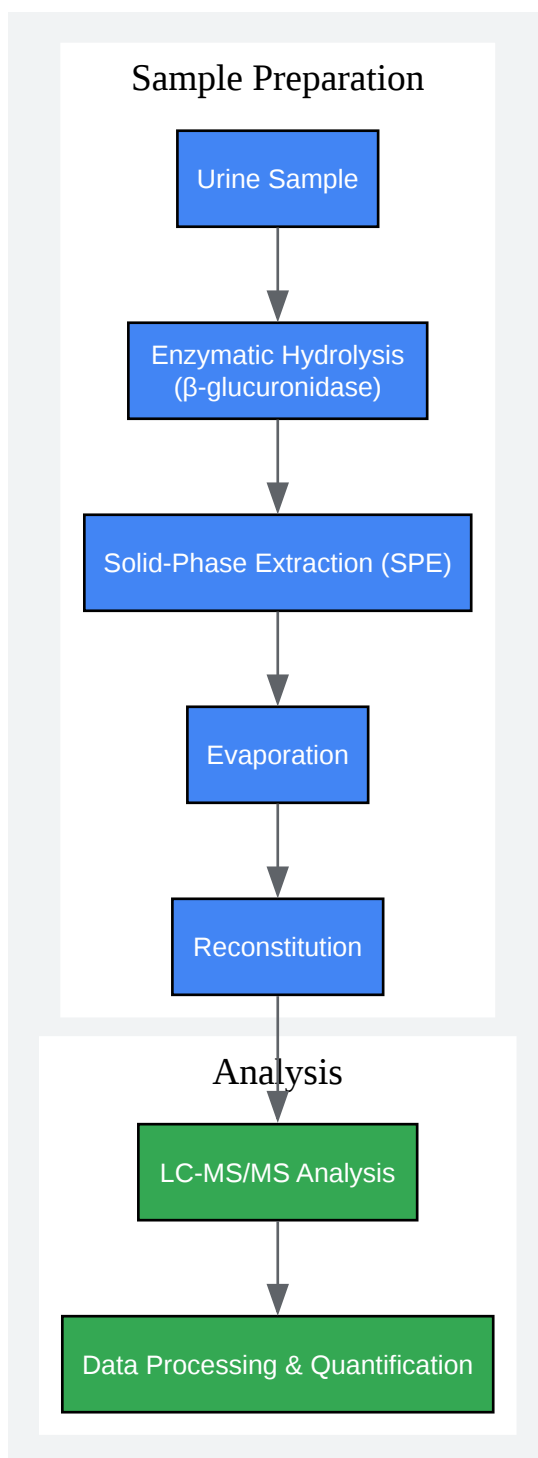 Sample Preparation
Urine Sample
Enzymatic Hydrolysis
(β-glucuronidase)
Solid-Phase Extraction (SPE)
Evaporation
Reconstitution
Analysis
LC-MS/MS Analysis
Data Processing & Quantification